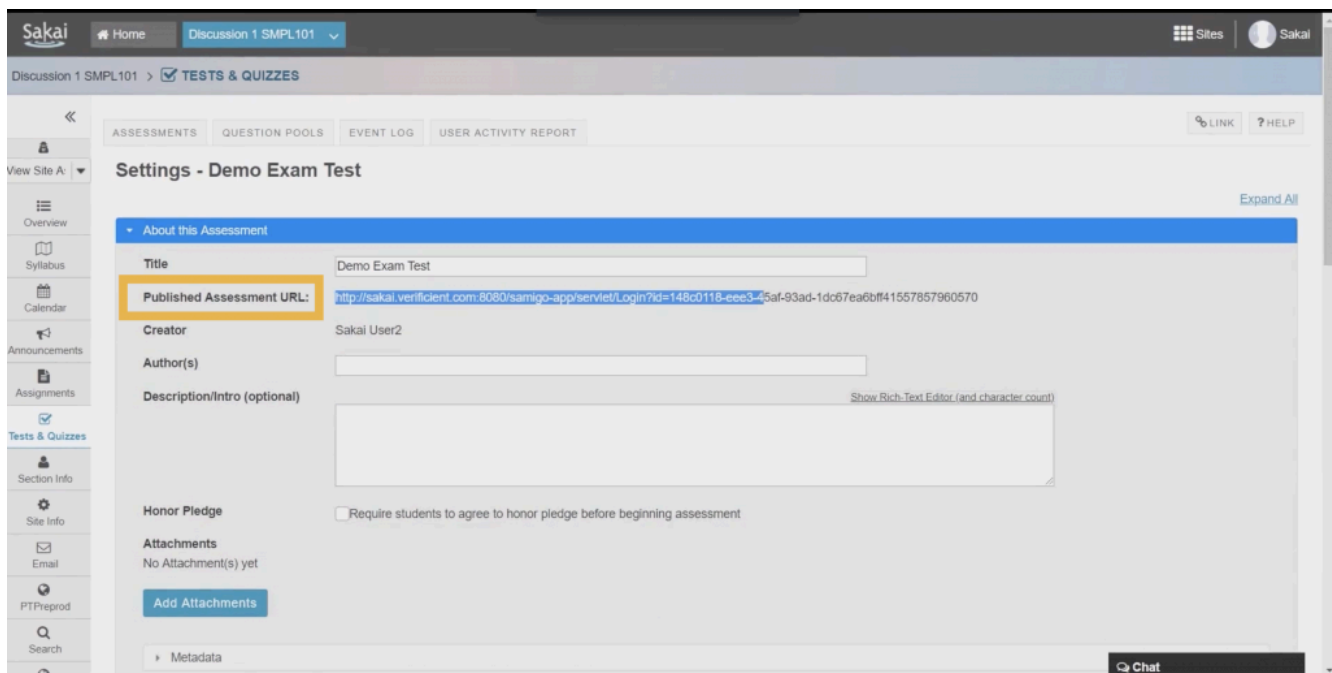 Sakai
Home
Discussion 1 SMPL101
Sites
Sakai
Discussion 1 SMPL101 > TESTS & QUIZZES
ASSESSMENTS
QUESTION POOLS
EVENT LOG
USER ACTIVITY REPORT
LINK
? HELP
View Site A:
Overview
Syllabus
Calendar
Announcements
Assignments
Tests & Quizzes
Section Info
Site Info
Email
PTPreprod
Search
Settings - Demo Exam Test
Expand All
About this Assessment
Title
Demo Exam Test
Published Assessment URL:
http://sakai.verificient.com:8080/samigo-app/servlet/Login?id=148c0118-eee3-45af-93ad-1dc67ea6bff41557857960570
Creator
Sakai User2
Author(s)
Description/Intro (optional)
Show Rich-Text Editor (and character count)
Honor Pledge
Require students to agree to honor pledge before beginning assessment
Attachments
No Attachment(s) yet
Add Attachments
Metadata
Chat